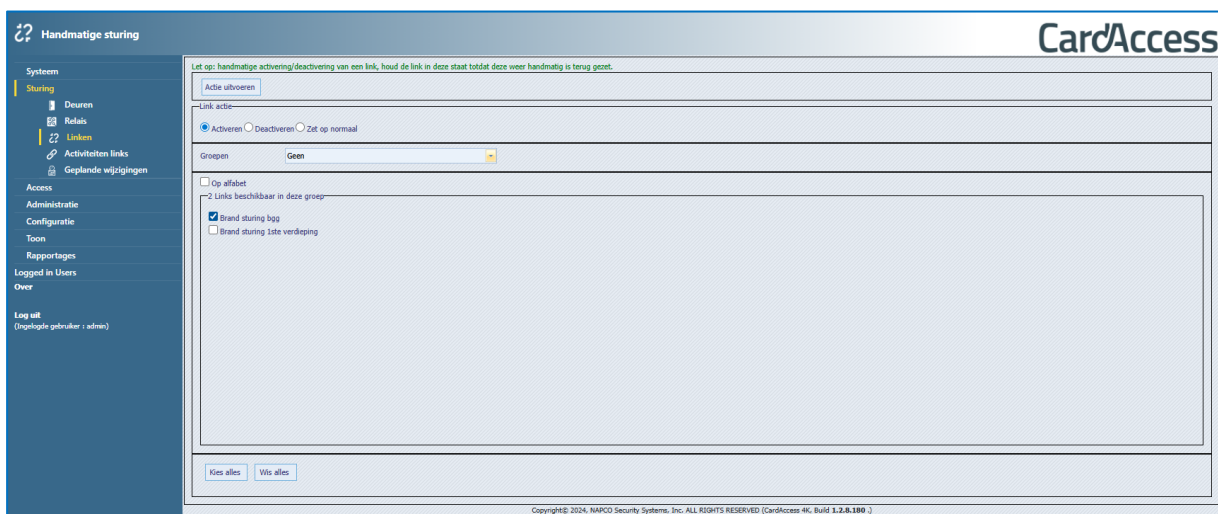 Handmatige sturing
CardAccess
Systeem
Sturing
Deuren
Relais
Linken
Activiteiten links
Geplande wijzigingen
Access
Administratie
Configuratie
Toon
Rapportages
Logged in Users
Over
Log uit
(Ingelogde gebruiker : admin)
Let op: handmatige activering/deactivering van een link, houd de link in deze staat totdat deze weer handmatig is terug gezet.
Actie uitvoeren
Link actie
Activeren Deactiveren Zet op normaal
Groepen Geen
Op alfabet
2 Links beschikbaar in deze groep
Brand sturing bgg
Brand sturing 1ste verdieping
Kies alles Wis alles
Copyright© 2024, NAPCO Security Systems, Inc. ALL RIGHTS RESERVED (CardAccess 4K, Build 1.2.8.180 .)